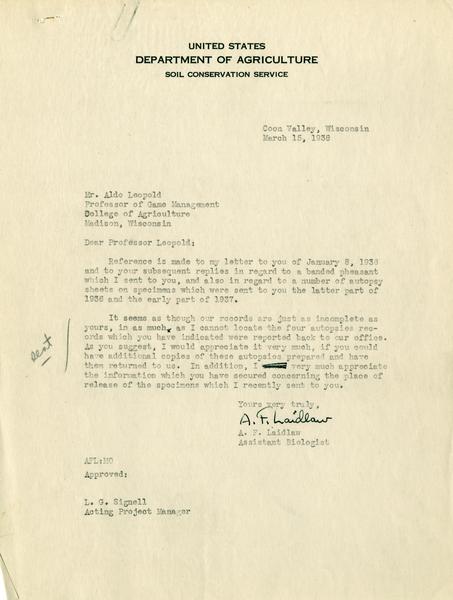 UNITED STATES
DEPARTMENT OF AGRICULTURE
SOIL CONSERVATION SERVICE
Coon Valley, Wisconsin
March 15, 1938
Mr. Aldo Leopold
Professor of Game Management
College of Agriculture
Madison, Wisconsin
Dear Professor Leopold:
Reference is made to my letter to you of January 8, 1938
and to your subsequent replies in regard to a banded pheasant
which I sent to you, and also in regard to a number of autopsy
sheets on specimens which were sent to you the latter part of
1936 and the early part of 1937.
It seems as though our records are just as incomplete as
yours, in as much, as I cannot locate the four autopsies rec-
ords which you have indicated were reported back to our office.
As you suggest, I would appreciate it very much, if you could
have additional copies of these autopsies prepared and have
them returned to us. In addition, I very much appreciate
the information which you have secured concerning the place of
release of the specimens which I recently sent to you.
sent
Yours very truly,
A. F. Laidlaw
A. F. Laidlaw
Assistant Biologist
AFL:MO
Approved:
L. G. Signell
Acting Project Manager